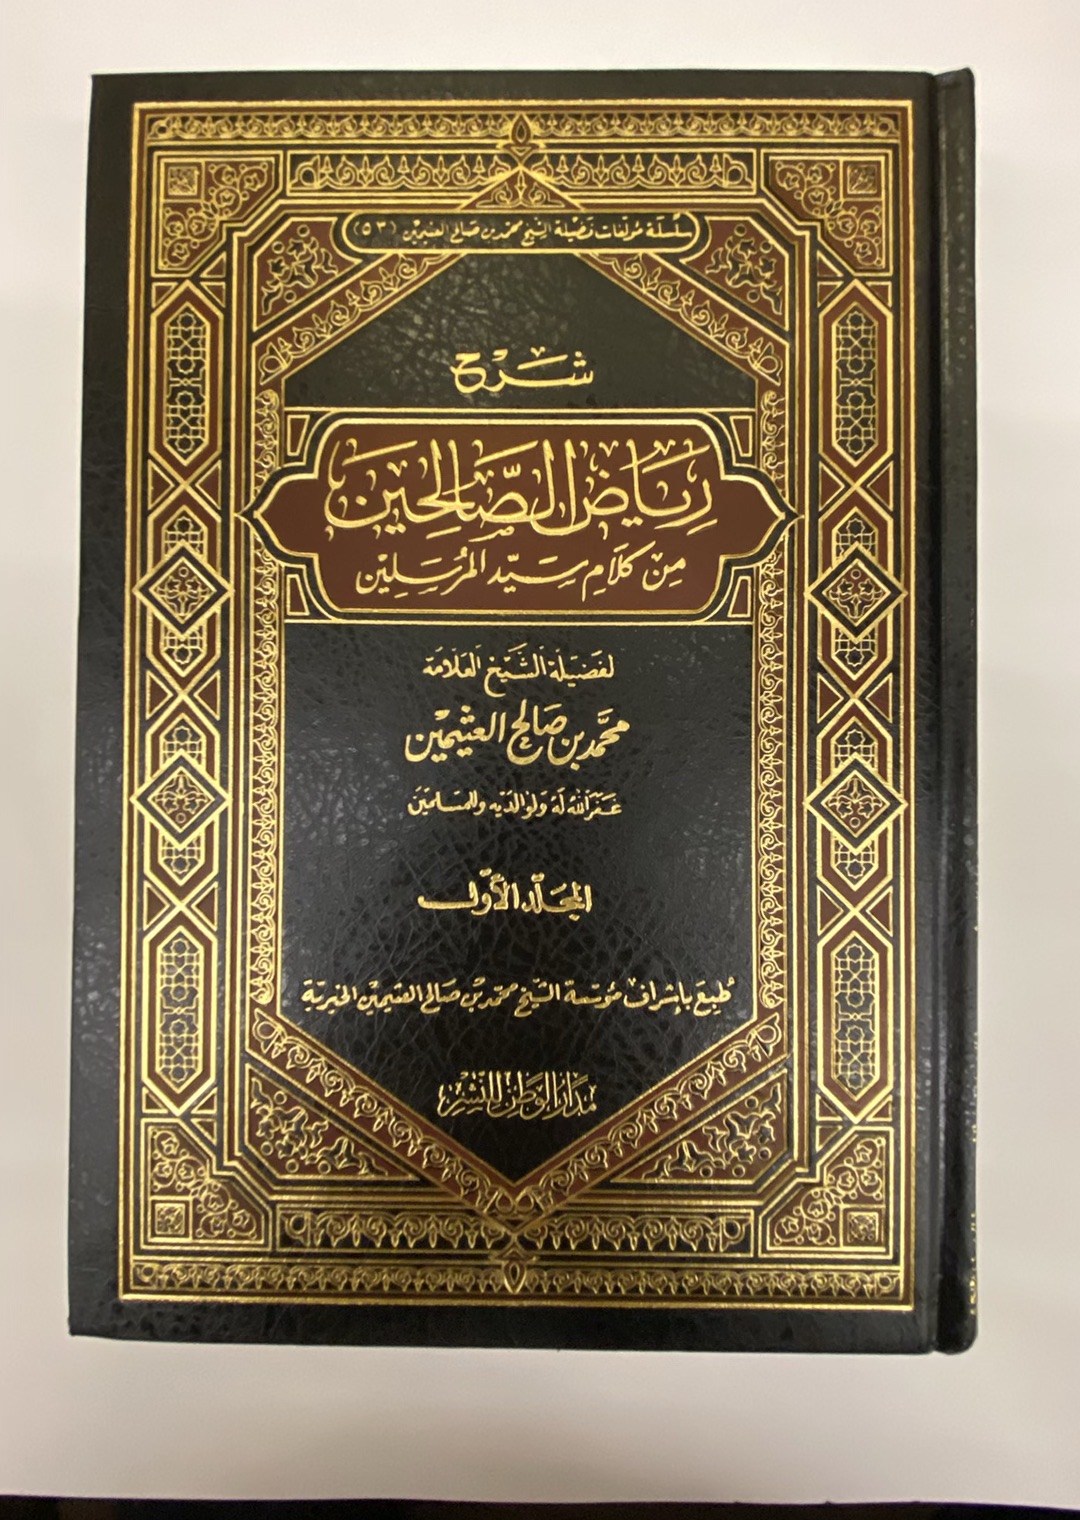 سلسلة مؤلفات فضيلة الشيخ محمد بن صالح العثيمين (٥٣)
شرح
رياض الصالحين
من كلام سيد المرسلين
لفضيلة الشيخ العلامة
محمد بن صالح العثيمين
غفر الله له ولوالديه وللمسلمين
المجلد الأول
طبع بإشراف مؤسسة الشيخ محمد بن صالح العثيمين الخيرية
مدار الوطن للنشر